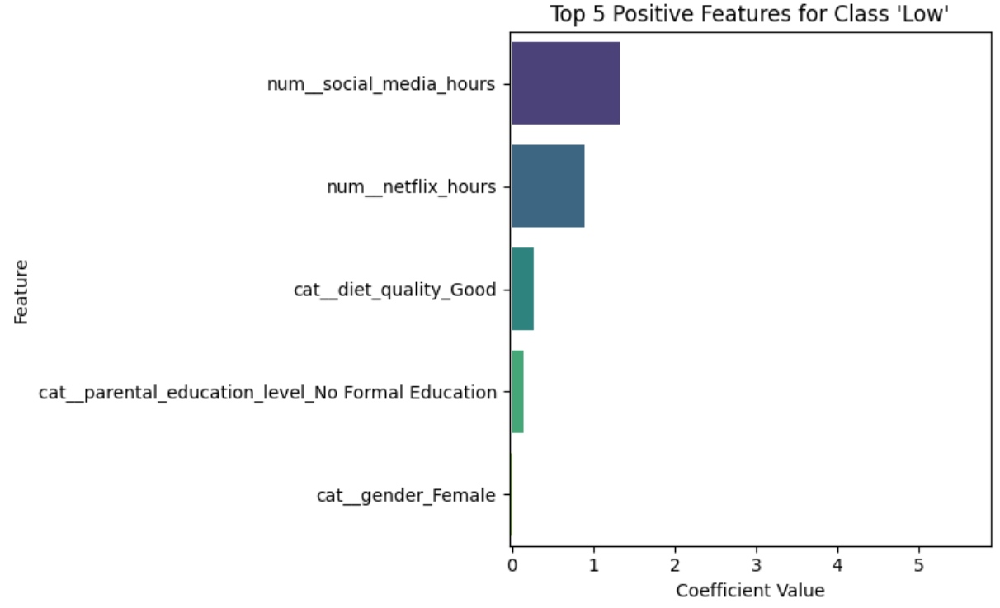 Top 5 Positive Features for Class 'Low'
num__social_media_hours
num__netflix_hours
cat__diet_quality_Good
cat__parental_education_level_No Formal Education
cat__gender_Female
Feature
0 1 2 3 4 5
Coefficient Value